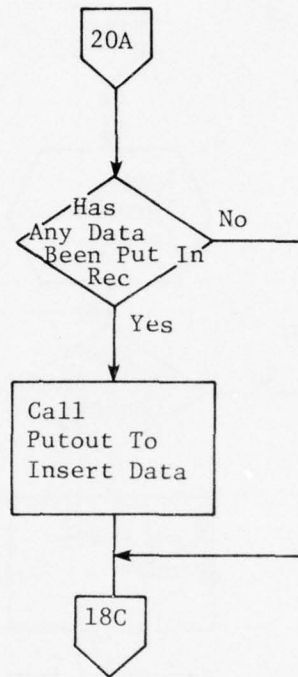 20A
Has
Any Data
Been Put In
Rec
No
Yes
Call
Putout To
Insert Data
18C